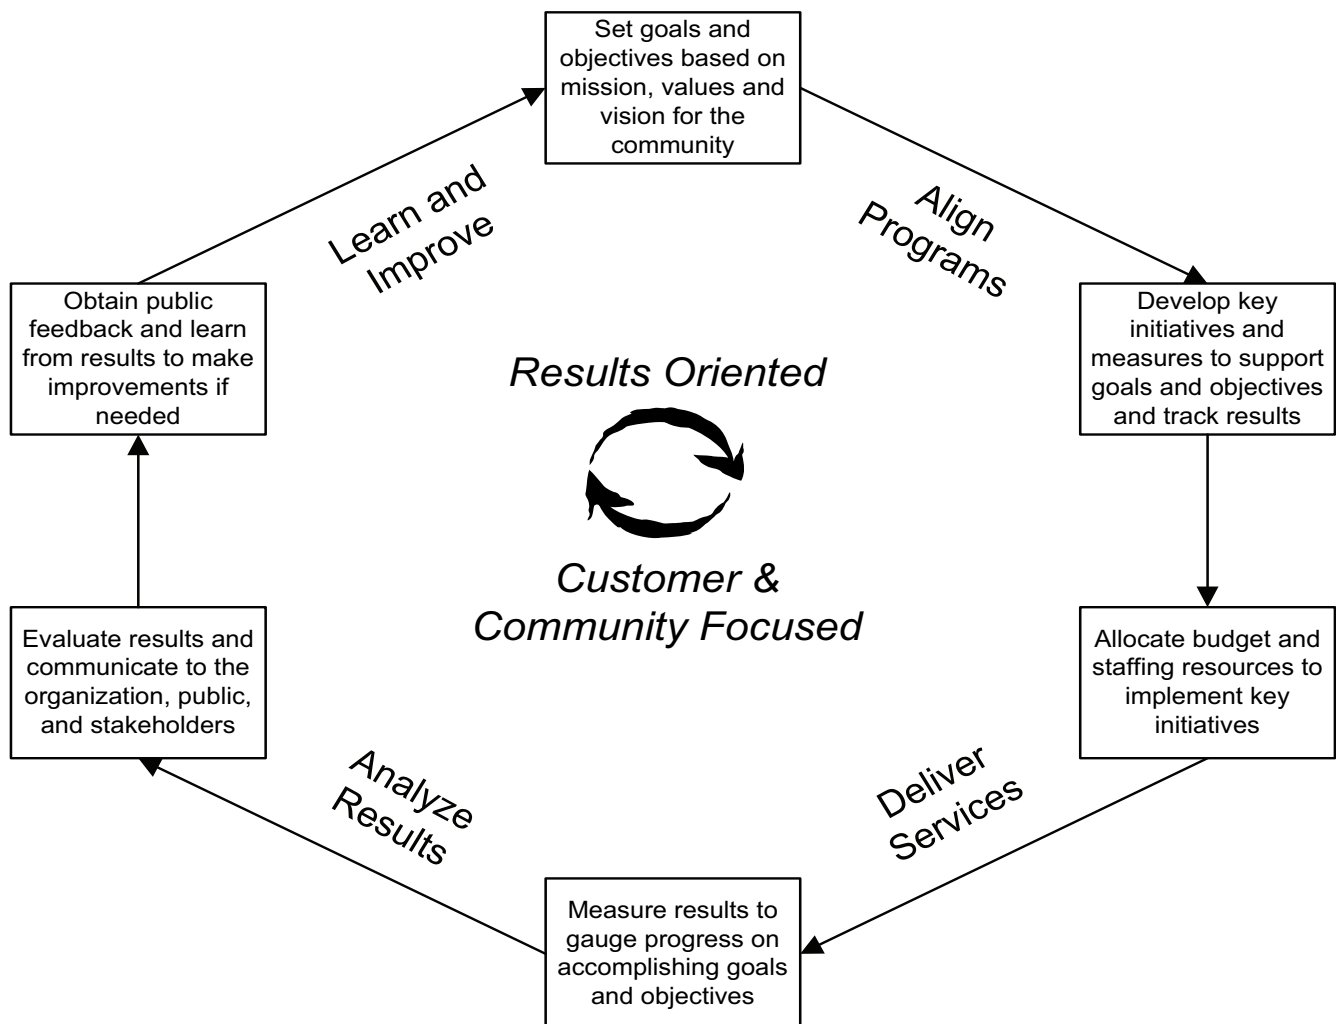 Set goals and
objectives based on
mission, values and
vision for the
community
Learn and
Improve
Align
Programs
Obtain public
feedback and learn
from results to make
improvements if
needed
Develop key
initiatives and
measures to support
goals and objectives
and track results
Results Oriented
Customer &
Community Focused
Evaluate results and
communicate to the
organization, public,
and stakeholders
Allocate budget and
staffing resources to
implement key
initiatives
Analyze
Results
Deliver
Services
Measure results to
gauge progress on
accomplishing goals
and objectives